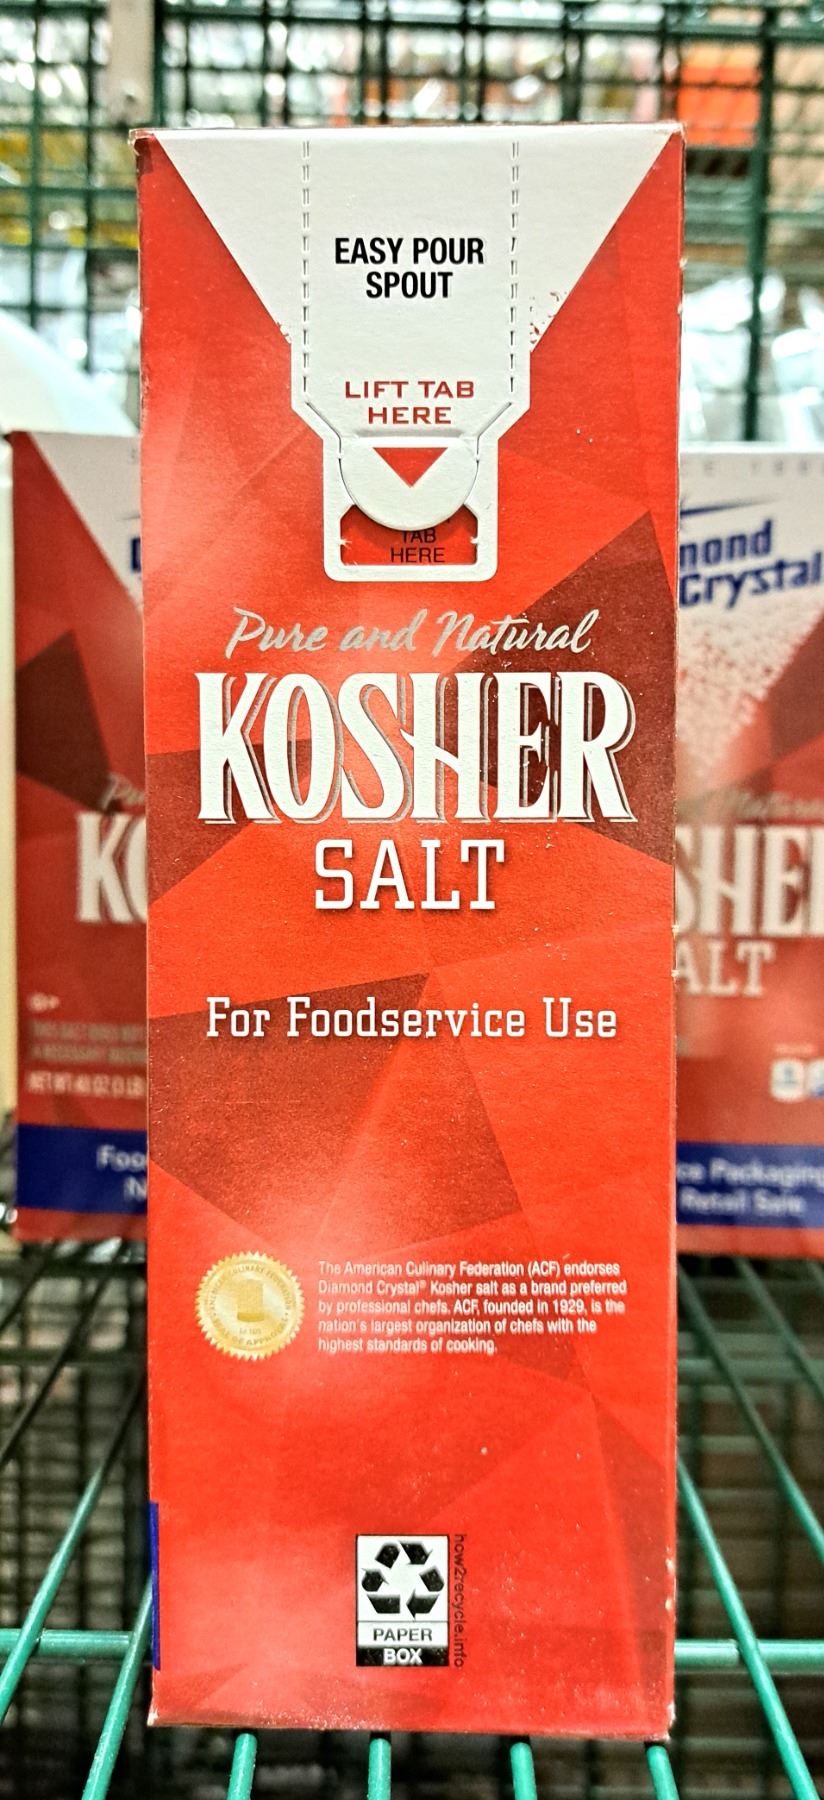 EASY POUR
SPOUT
LIFT TAB
HERE
TAB
HERE
Pure and Natural
KOSHER
SALT
For Foodservice Use
The American Culinary Federation (ACF) endorses
Diamond Crystal® Kosher salt as a brand preferred
by professional chefs. ACF, founded in 1929, is the
nation's largest organization of chefs with the
highest standards of cooking.
PAPER
BOX
how2recycle.info
mond
Crystal
SHE
ALT
ce Packaging
Retail Sale
KO
Foo
N